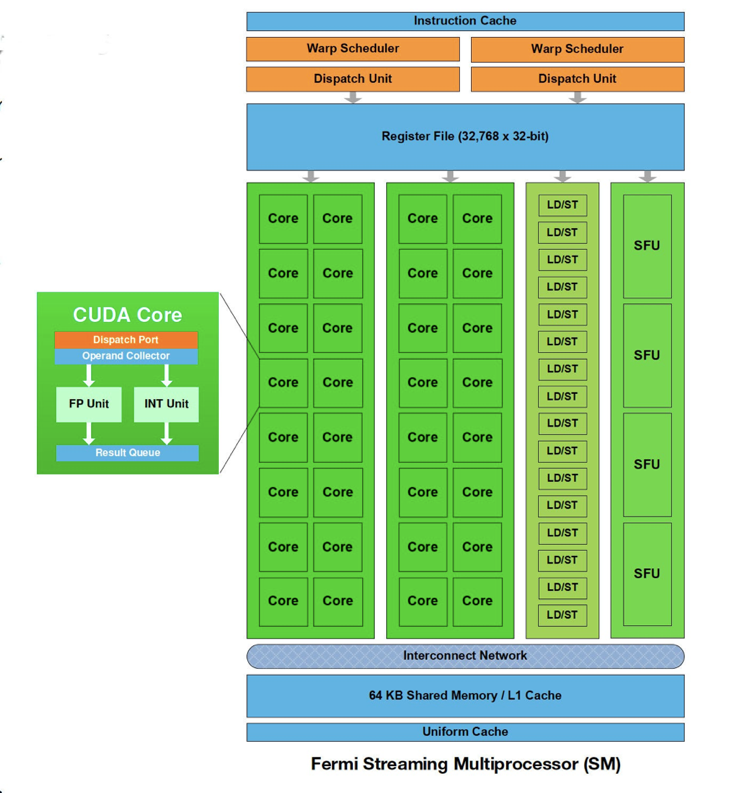 Instruction Cache
Warp Scheduler Warp Scheduler
Dispatch Unit Dispatch Unit
Register File (32,768 x 32-bit)
Core Core Core Core LD/ST
LD/ST
SFU
Core Core Core Core LD/ST
LD/ST
Core Core Core Core LD/ST
LD/ST
SFU
Core Core Core Core LD/ST
LD/ST
Core Core Core Core LD/ST
LD/ST
SFU
Core Core Core Core LD/ST
LD/ST
Core Core Core Core LD/ST
LD/ST
SFU
Core Core Core Core LD/ST
LD/ST
CUDA Core
Dispatch Port
Operand Collector
FP Unit INT Unit
Result Queue
Interconnect Network
64 KB Shared Memory / L1 Cache
Uniform Cache
Fermi Streaming Multiprocessor (SM)